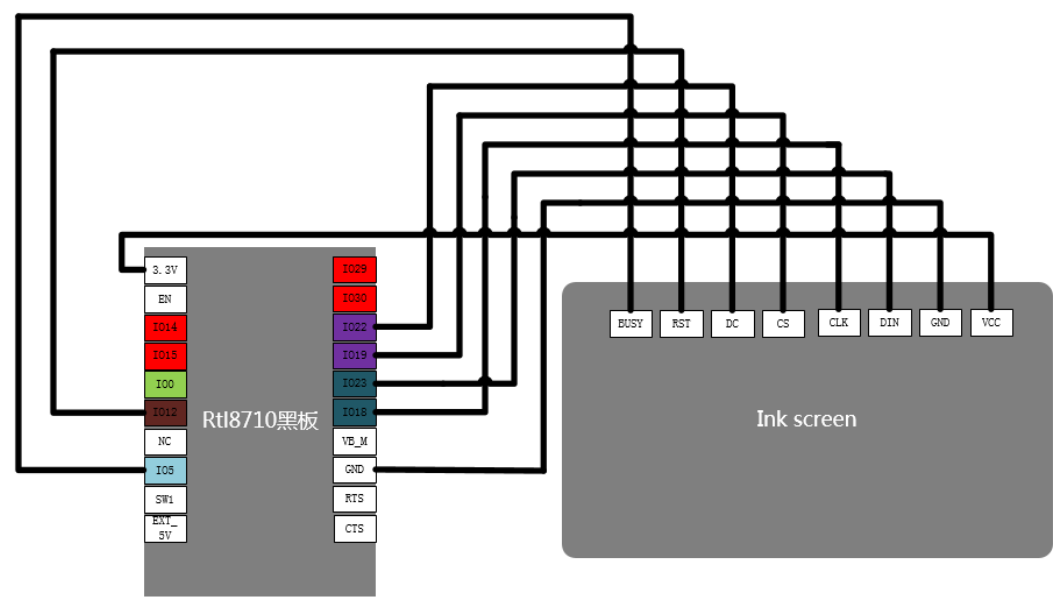 3.3V
EN
IO14
IO15
IO0
IO12
NC
IO5
SW1
EXT_
5V
Rtl8710黑板
IO29
IO30
IO22
IO19
IO23
IO18
VB_M
GND
RTS
CTS
BUSY
RST
DC
CS
CLK
DIN
GND
VCC
Ink screen